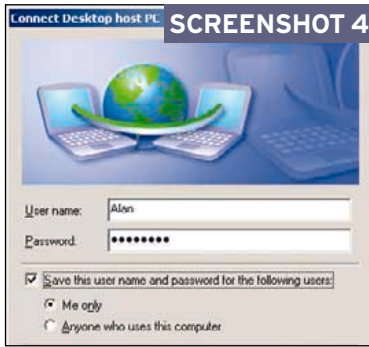 Connect Desktop host PC
SCREENSHOT 4
User name:
Alan
Password:
••••••••
Save this user name and password for the following users:
Me only
Anyone who uses this computer